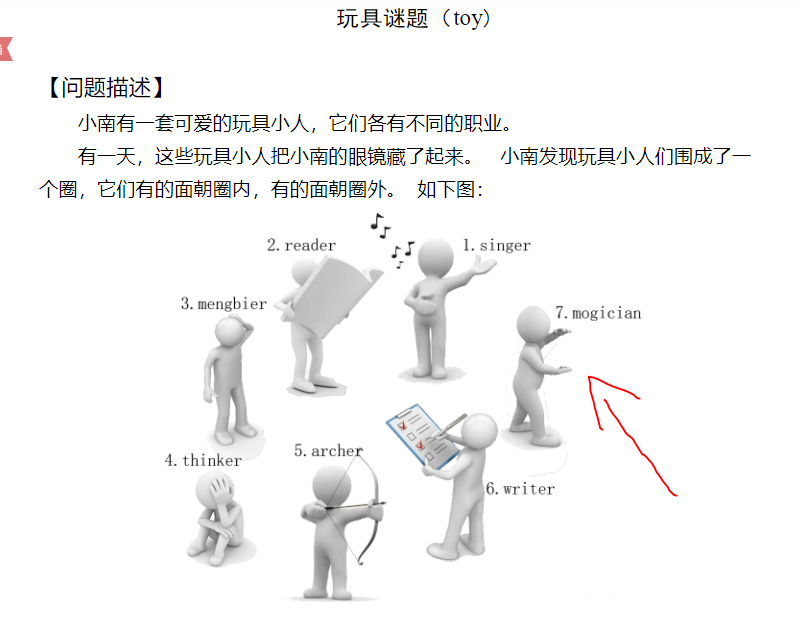 玩具谜题（toy）
【问题描述】
小南有一套可爱的玩具小人，它们各有不同的职业。
有一天，这些玩具小人把小南的眼镜藏了起来。 小南发现玩具小人们围成了一
个圈，它们有的面朝圈内，有的面朝圈外。 如下图：
2.reader
1.singer
3.mengbier
7.mogician
5.archer
4.thinker
6.writer